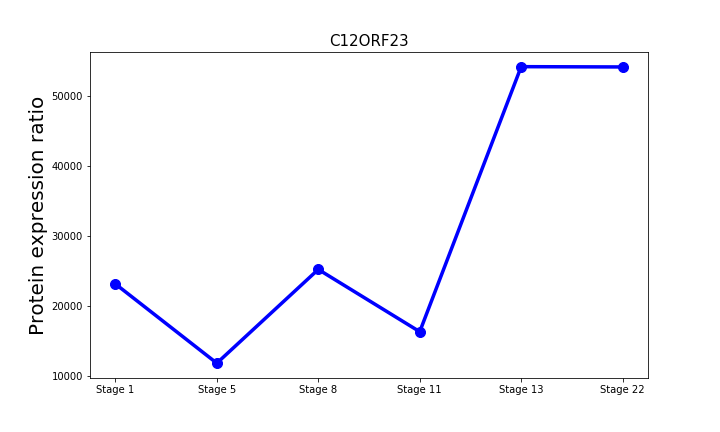 C12ORF23
Protein expression ratio
50000
40000
30000
20000
10000
Stage 1 Stage 5 Stage 8 Stage 11 Stage 13 Stage 22